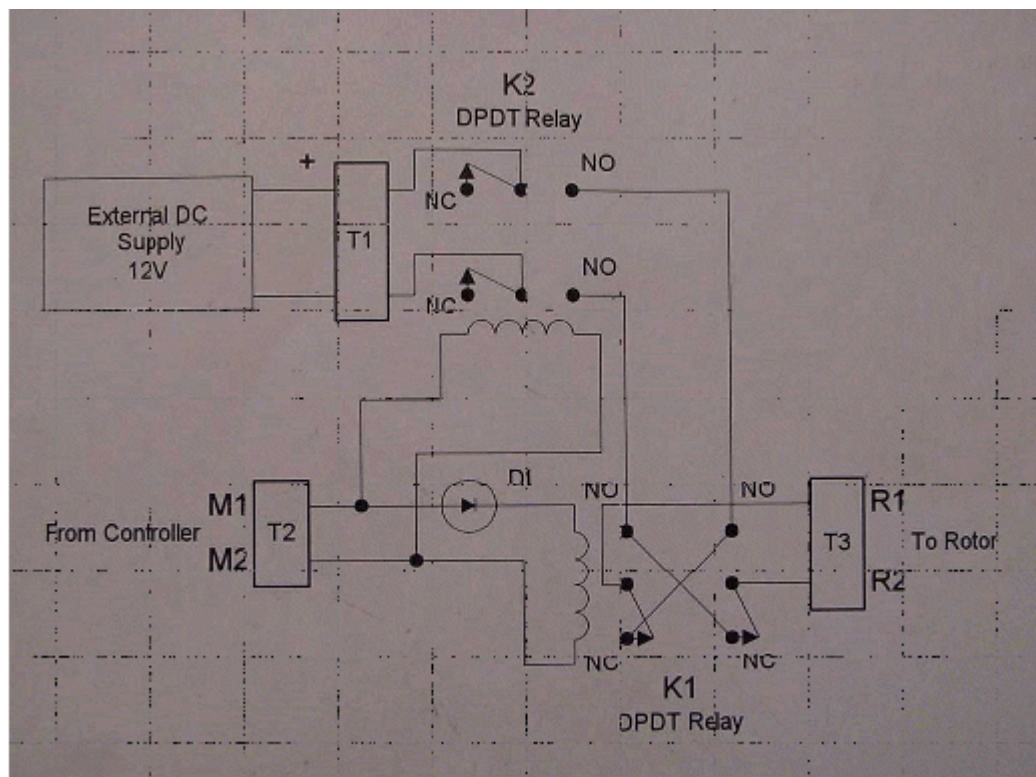 K2
DPDT Relay
+
NO
NC
External DC
Supply
12V
T1
NO
NC
D1
NO
NO
M1
R1
From Controller
T2
T3
To Rotor
M2
R2
NC
NC
K1
DPDT Relay